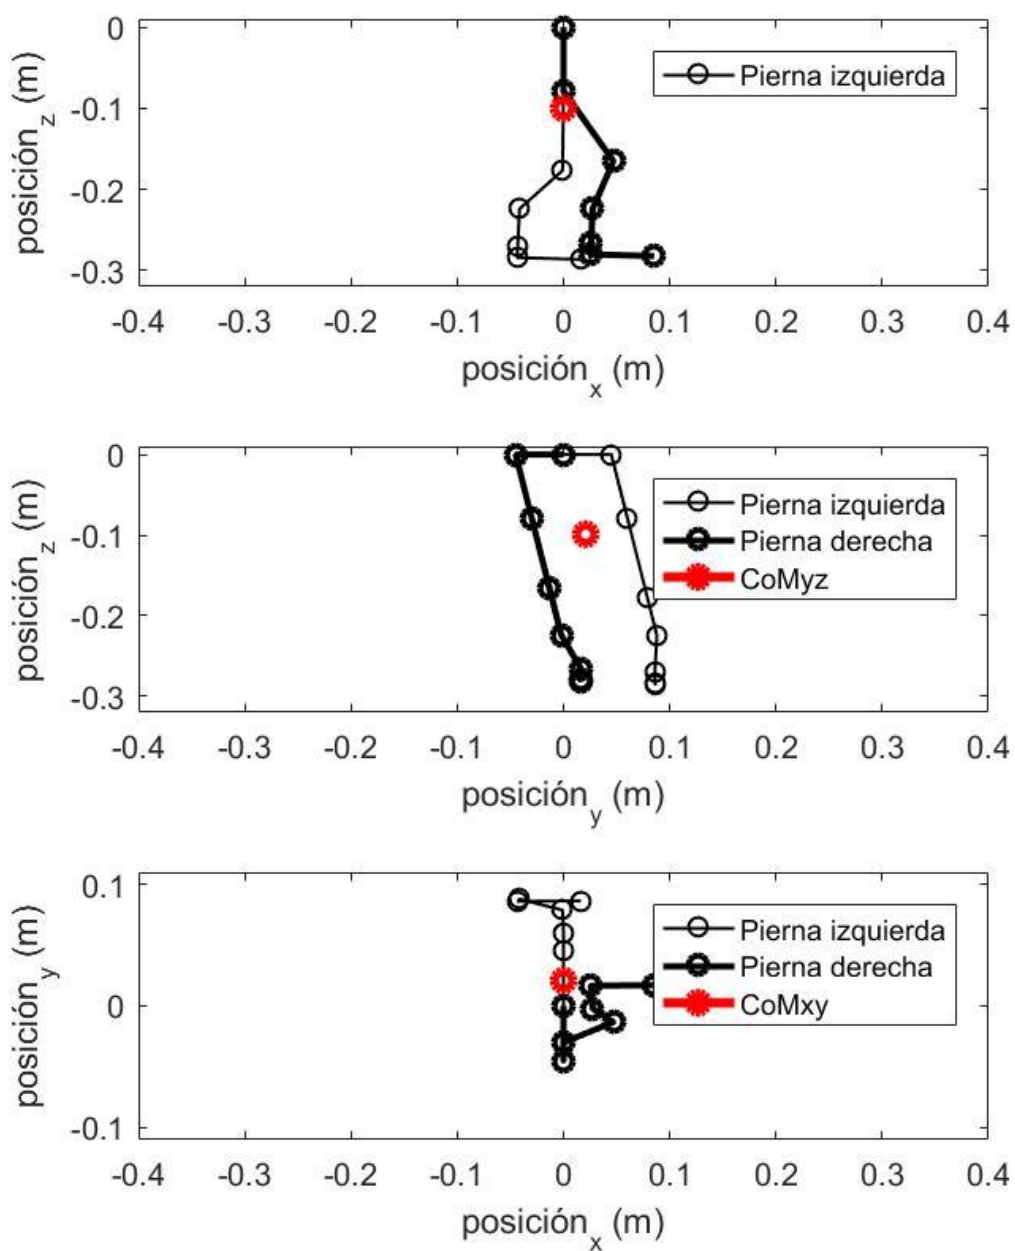 0
-0.1
-0.2
-0.3
posición_z (m)
Pierna izquierda
-0.4 -0.3 -0.2 -0.1 0 0.1 0.2 0.3 0.4
posición_x (m)
0
-0.1
-0.2
-0.3
posición_z (m)
Pierna izquierda
Pierna derecha
CoMyz
-0.4 -0.3 -0.2 -0.1 0 0.1 0.2 0.3 0.4
posición_y (m)
0.1
0
-0.1
posición_y (m)
Pierna izquierda
Pierna derecha
CoMxy
-0.4 -0.3 -0.2 -0.1 0 0.1 0.2 0.3 0.4
posición_x (m)